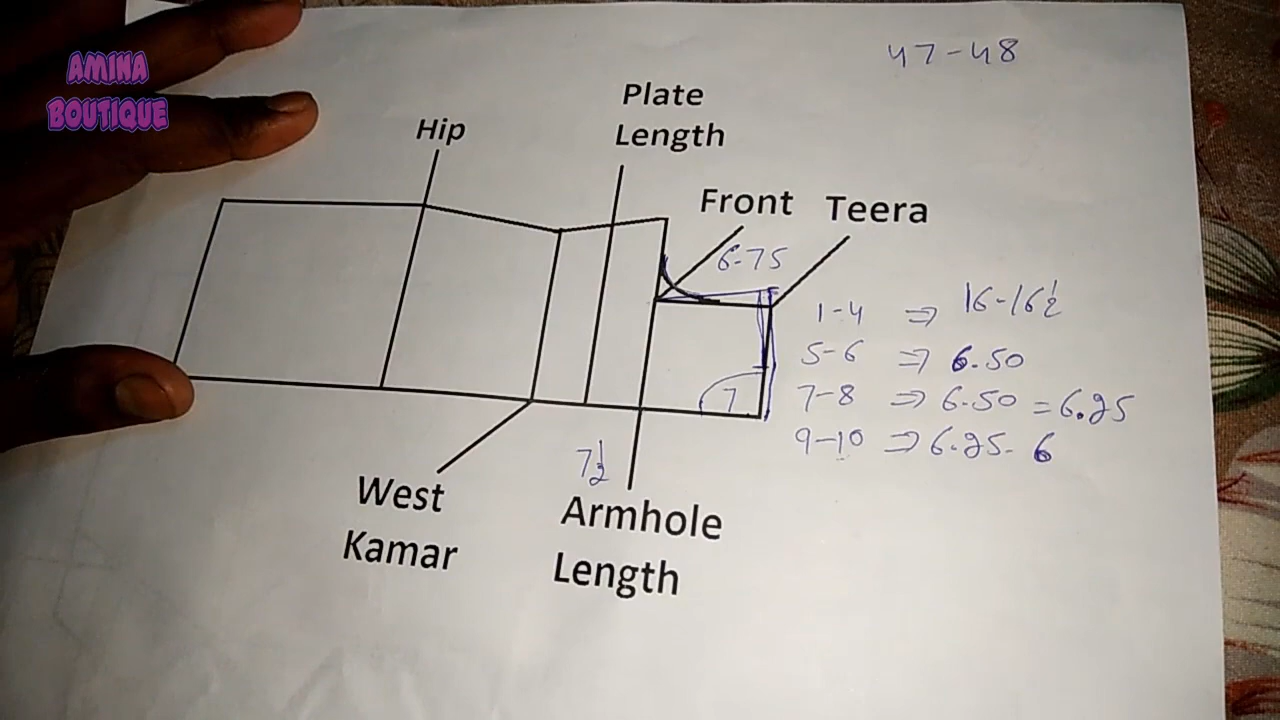 AMINA
BOUTIQUE
47-48
Plate
Length
Hip
Front
Teera
6-75
1-4 ⇒ 16-16½
5-6 ⇒ 6.50
7-8 ⇒ 6.50 = 6.25
9-10 ⇒ 6.25- 6
7
7½
West
Kamar
Armhole
Length